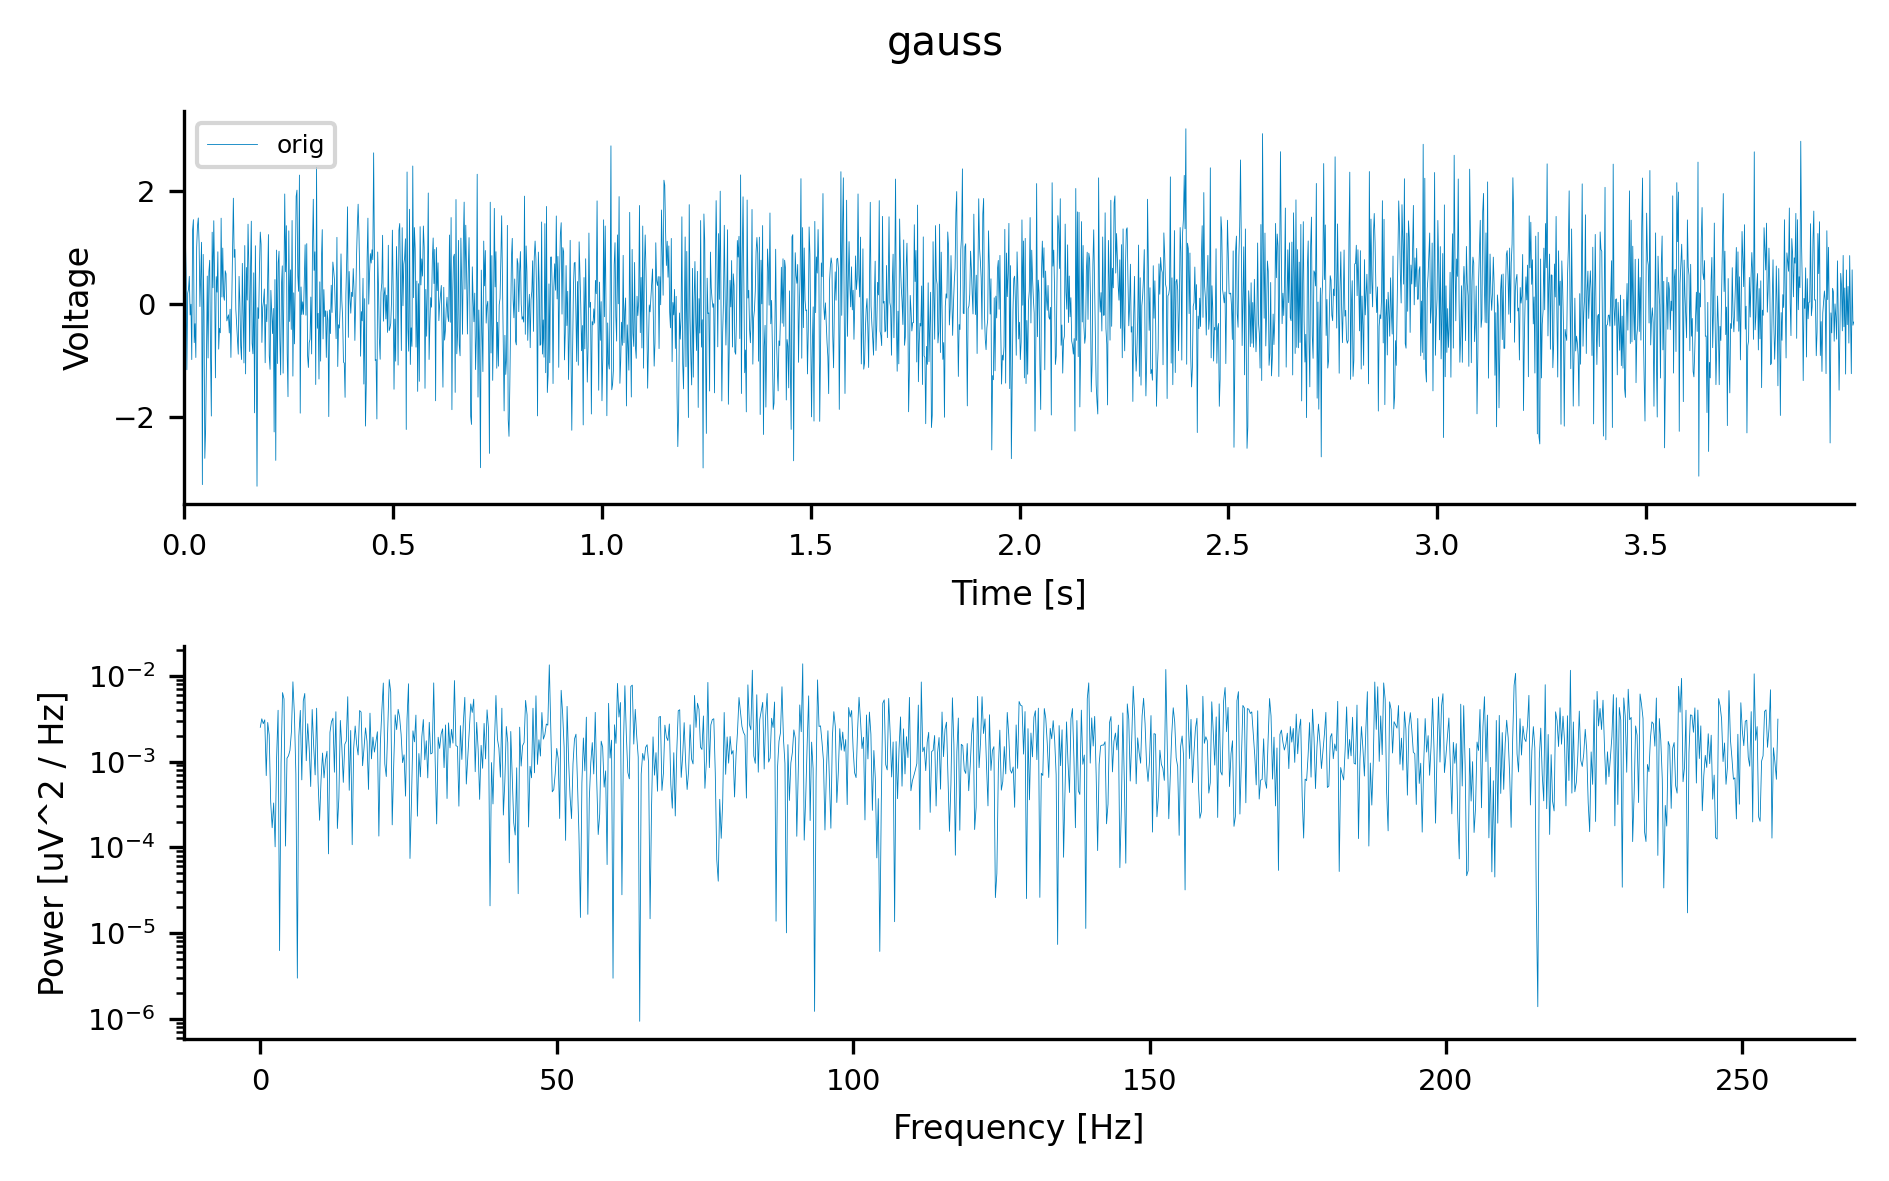 gauss
orig
Voltage
2
0
−2
0.0 0.5 1.0 1.5 2.0 2.5 3.0 3.5
Time [s]
Power [uV^2 / Hz]
10⁻²
10⁻³
10⁻⁴
10⁻⁵
10⁻⁶
0 50 100 150 200 250
Frequency [Hz]